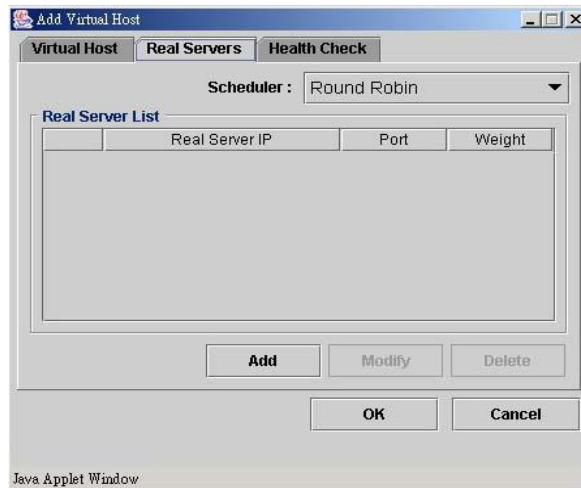 Add Virtual Host
Virtual Host Real Servers Health Check
Scheduler : Round Robin
Real Server List
Real Server IP Port Weight
Add Modify Delete
OK Cancel
Java Applet Window